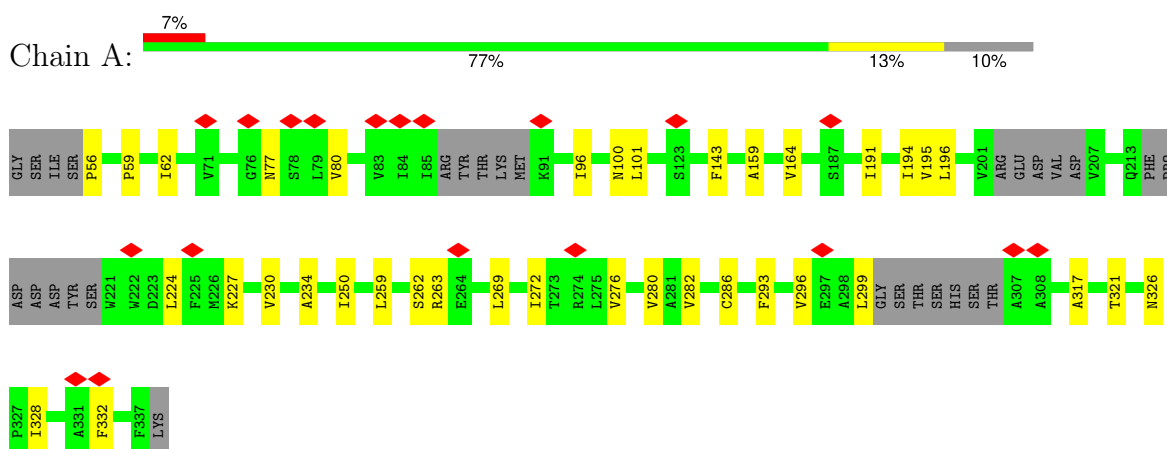 7%
Chain A:
77% 13% 10%
GLY SER ILE SER P56 P59 I62 V71 G76 N77 S78 L79 V80 V83 I84 I85 ARG TYR THR LYS MET K91 I96 N100 L101 S123 F143 A159 V164 S187 I191 I194 V195 L196 V201 ARG GLU ASP VAL ASP V207 Q213 PHE
ASP ASP ASP TYR SER W221 W222 D223 L224 F225 M226 K227 V230 A234 I250 L259 S262 R263 E264 L269 I272 T273 R274 L275 V276 V280 A281 V282 C286 F293 V296 E297 A298 L299 GLY SER THR SER HIS SER THR A307 A308 A317 T321 N326
P327 I328 A331 F332 F337 LYS